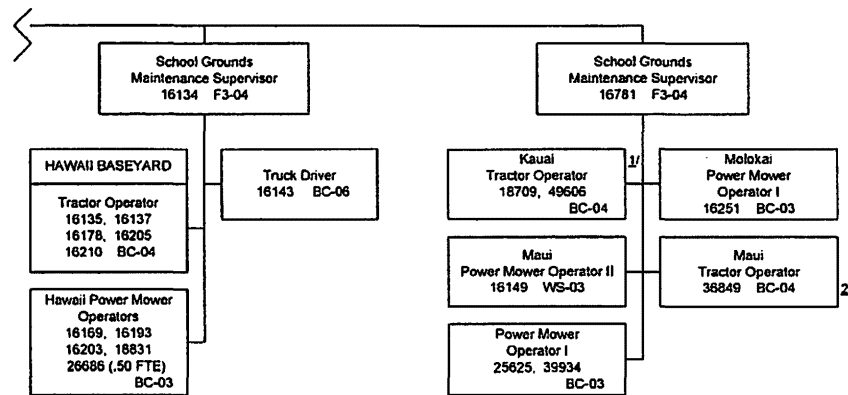 School Grounds
Maintenance Supervisor
16134 F3-04
School Grounds
Maintenance Supervisor
16781 F3-04
HAWAII BASEYARD
Tractor Operator
16135, 16137
16178, 16205
16210 BC-04
Truck Driver
16143 BC-06
Hawaii Power Mower
Operators
16169, 16193
16203, 18831
26686 (.50 FTE)
BC-03
Kauai
Tractor Operator
18709, 49606
BC-04
1/
Molokai
Power Mower
Operator I
16251 BC-03
Maui
Power Mower Operator II
16149 WS-03
Maui
Tractor Operator
36849 BC-04
2
Power Mower
Operator I
25625, 39934
BC-03